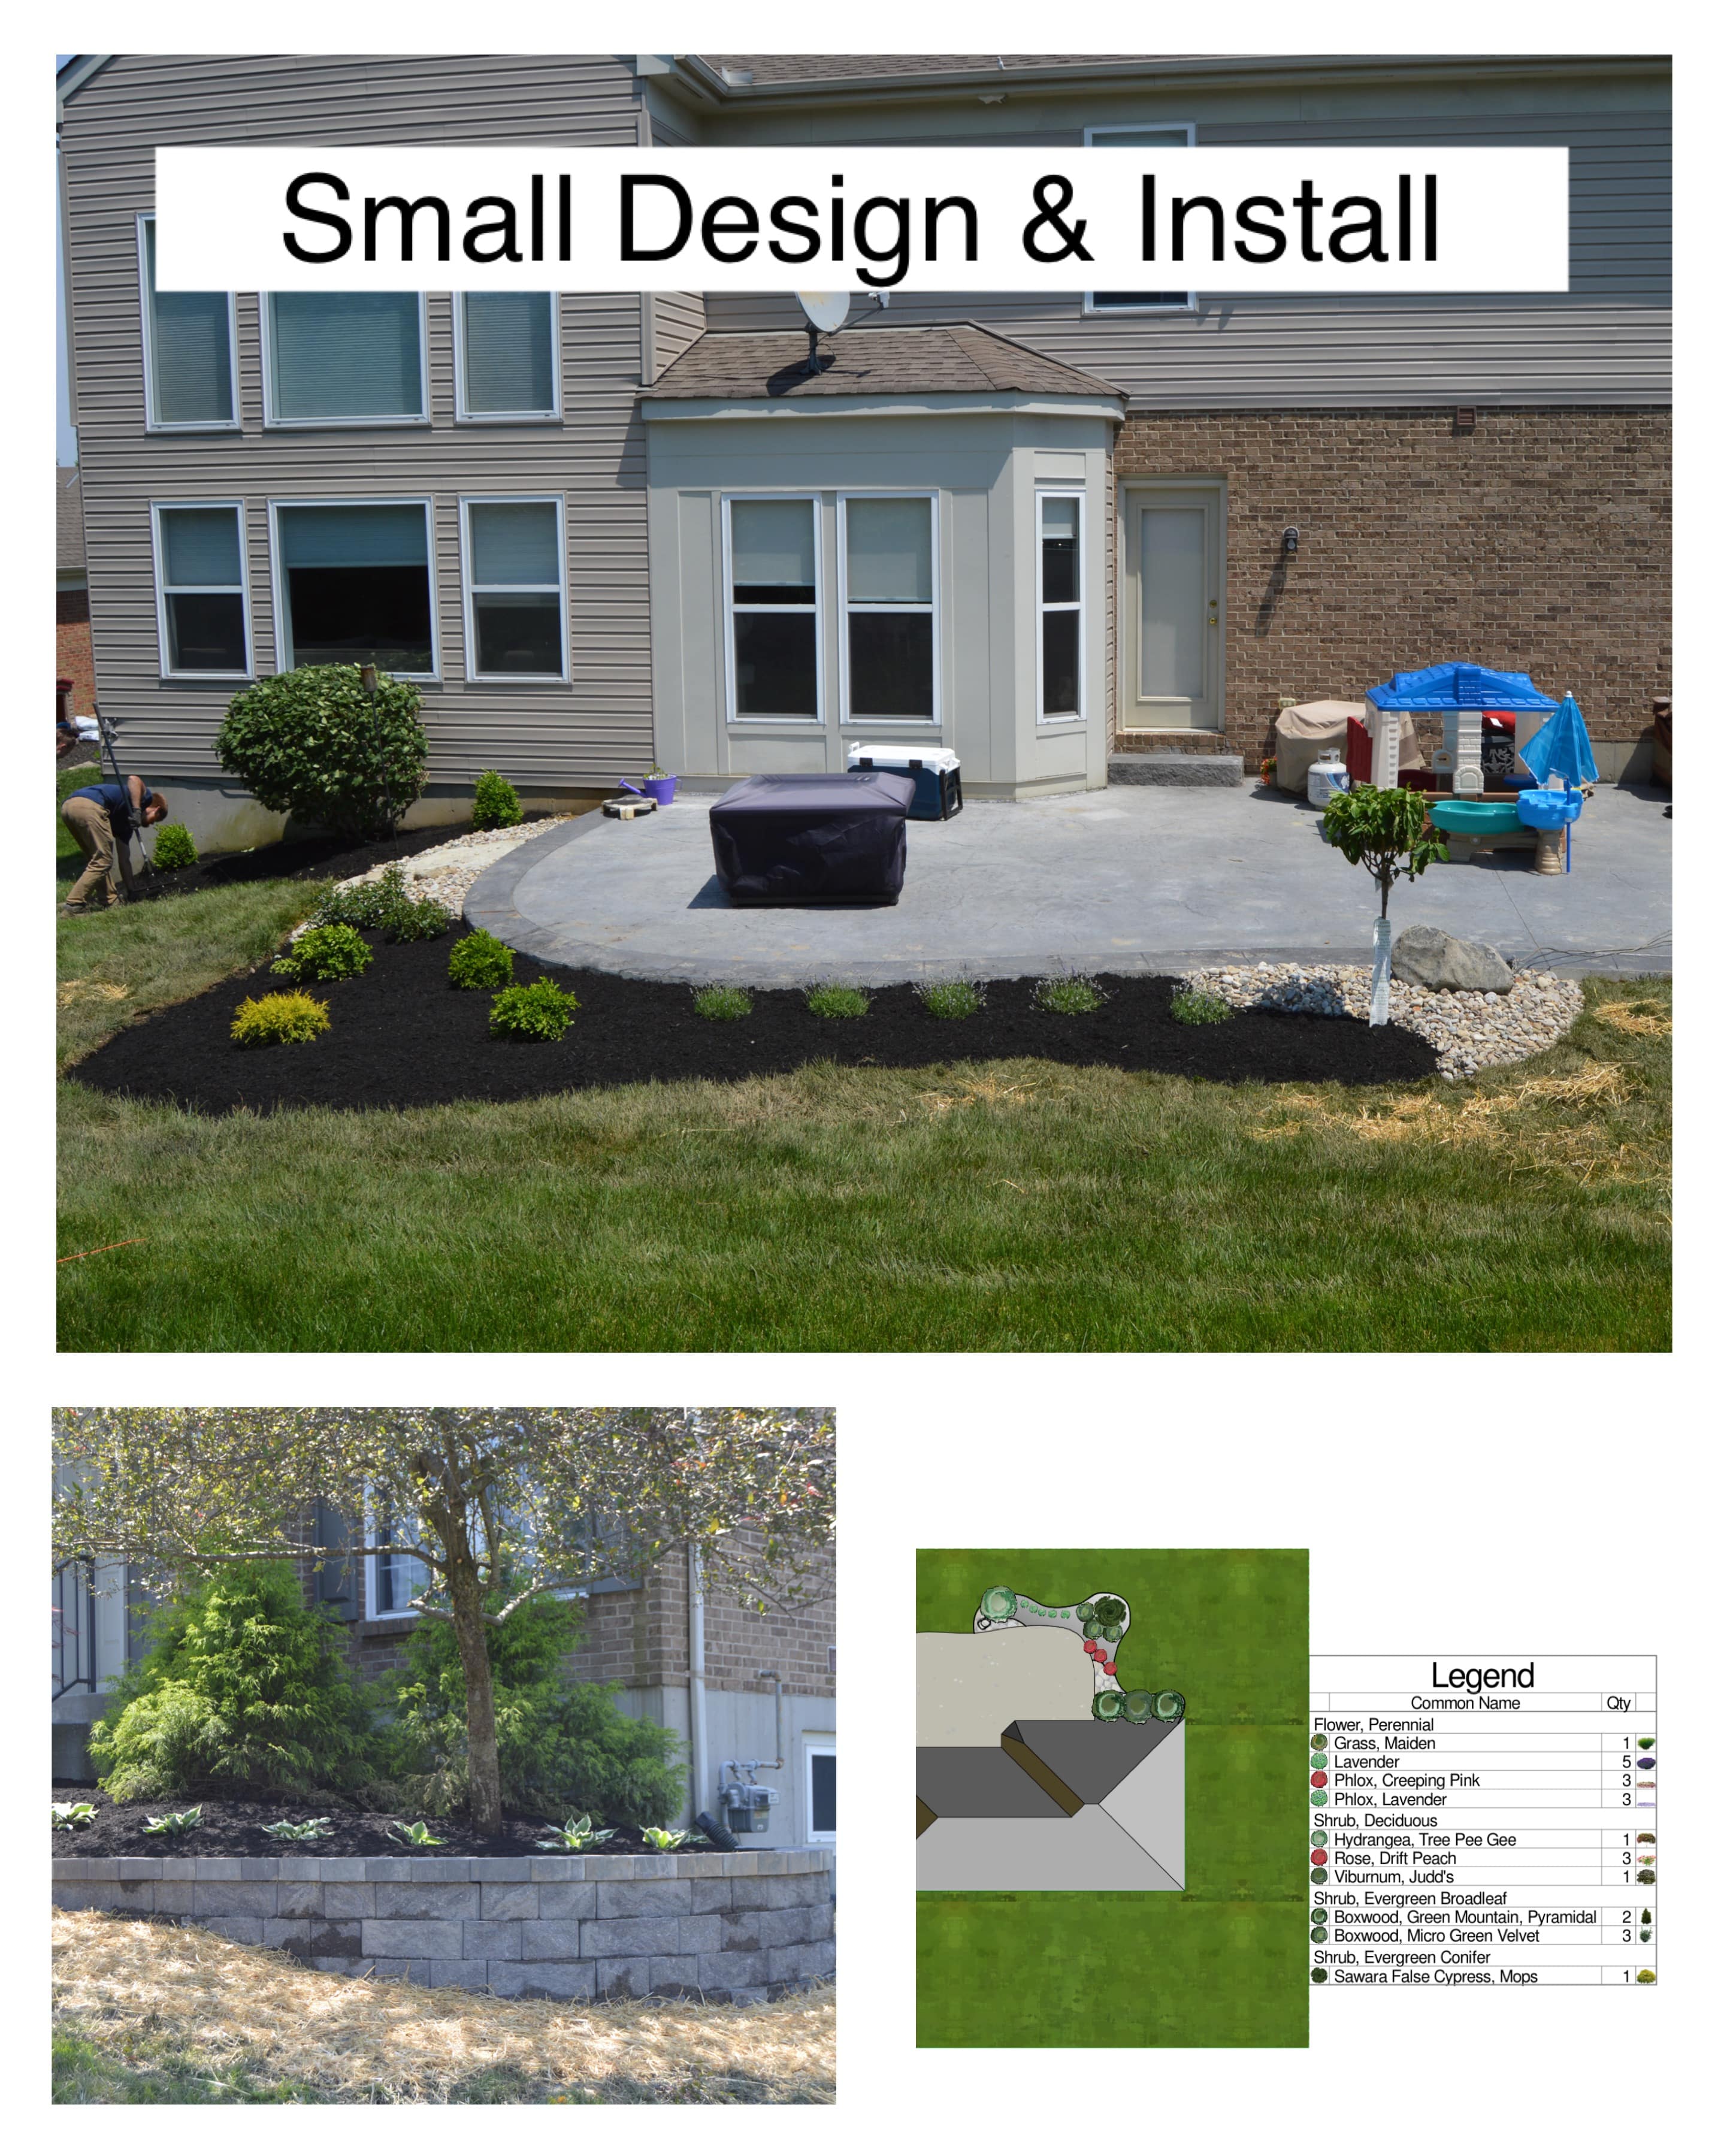 Small Design & Install
Legend
Common Name Qty
Flower, Perennial
Grass, Maiden 1
Lavender 5
Phlox, Creeping Pink 3
Phlox, Lavender 3
Shrub, Deciduous
Hydrangea, Tree Pee Gee 1
Rose, Drift Peach 3
Viburnum, Judd's 1
Shrub, Evergreen Broadleaf
Boxwood, Green Mountain, Pyramidal 2
Boxwood, Micro Green Velvet 3
Shrub, Evergreen Conifer
Sawara False Cypress, Mops 1